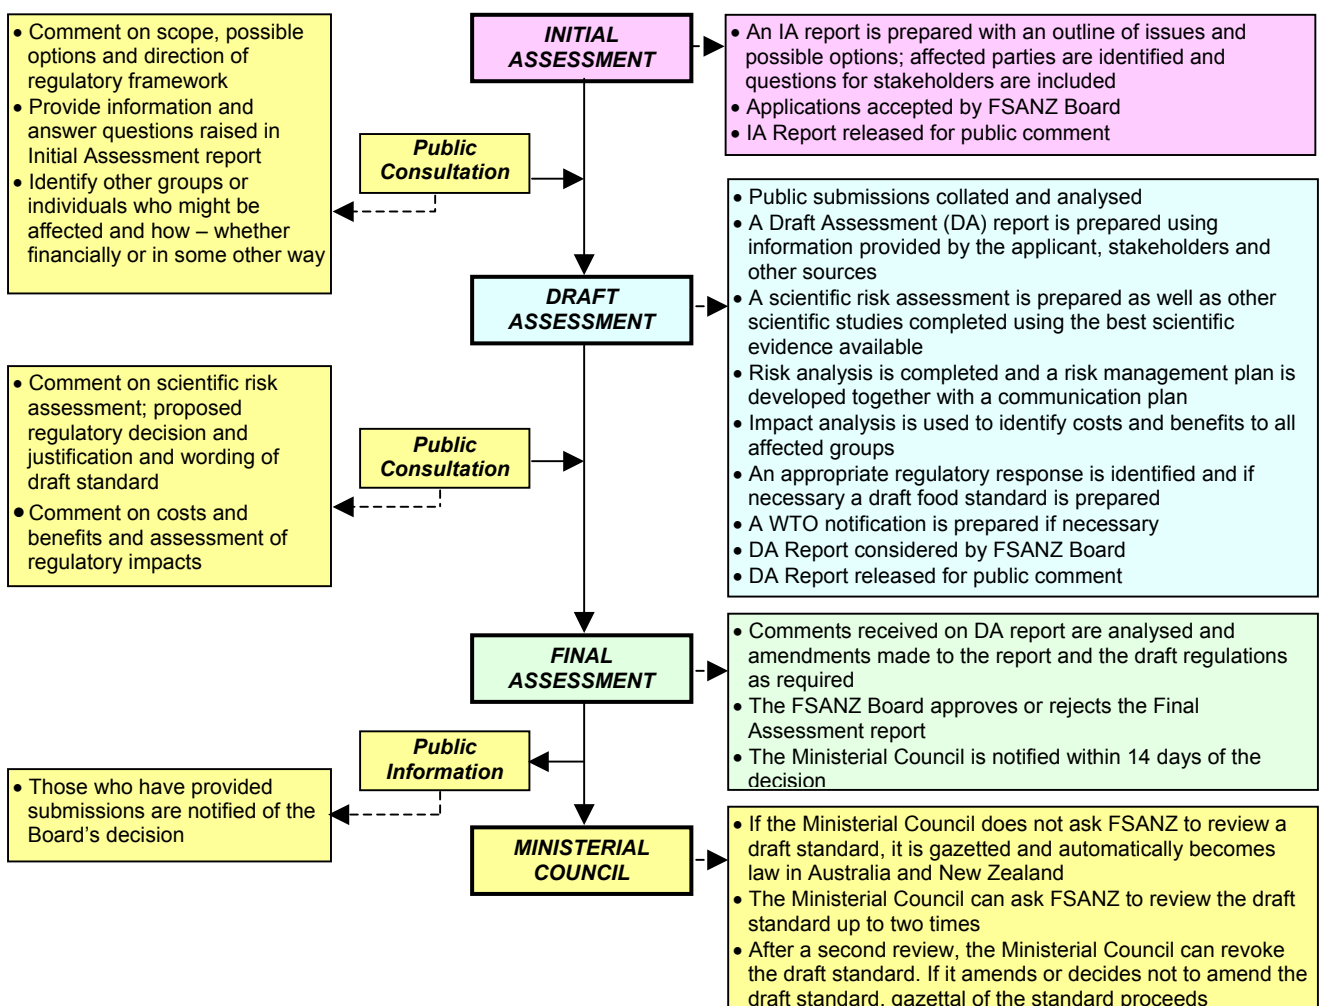 INITIAL
ASSESSMENT
• An IA report is prepared with an outline of issues and
possible options; affected parties are identified and
questions for stakeholders are included
• Applications accepted by FSANZ Board
• IA Report released for public comment
Public
Consultation
• Comment on scope, possible
options and direction of
regulatory framework
• Provide information and
answer questions raised in
Initial Assessment report
• Identify other groups or
individuals who might be
affected and how – whether
financially or in some other way
DRAFT
ASSESSMENT
• Public submissions collated and analysed
• A Draft Assessment (DA) report is prepared using
information provided by the applicant, stakeholders and
other sources
• A scientific risk assessment is prepared as well as other
scientific studies completed using the best scientific
evidence available
• Risk analysis is completed and a risk management plan is
developed together with a communication plan
• Impact analysis is used to identify costs and benefits to all
affected groups
• An appropriate regulatory response is identified and if
necessary a draft food standard is prepared
• A WTO notification is prepared if necessary
• DA Report considered by FSANZ Board
• DA Report released for public comment
Public
Consultation
• Comment on scientific risk
assessment; proposed
regulatory decision and
justification and wording of
draft standard
• Comment on costs and
benefits and assessment of
regulatory impacts
FINAL
ASSESSMENT
• Comments received on DA report are analysed and
amendments made to the report and the draft regulations
as required
• The FSANZ Board approves or rejects the Final
Assessment report
• The Ministerial Council is notified within 14 days of the
decision
Public
Information
• Those who have provided
submissions are notified of the
Board's decision
MINISTERIAL
COUNCIL
• If the Ministerial Council does not ask FSANZ to review a
draft standard, it is gazetted and automatically becomes
law in Australia and New Zealand
• The Ministerial Council can ask FSANZ to review the draft
standard up to two times
• After a second review, the Ministerial Council can revoke
the draft standard. If it amends or decides not to amend the
draft standard, gazettal of the standard proceeds